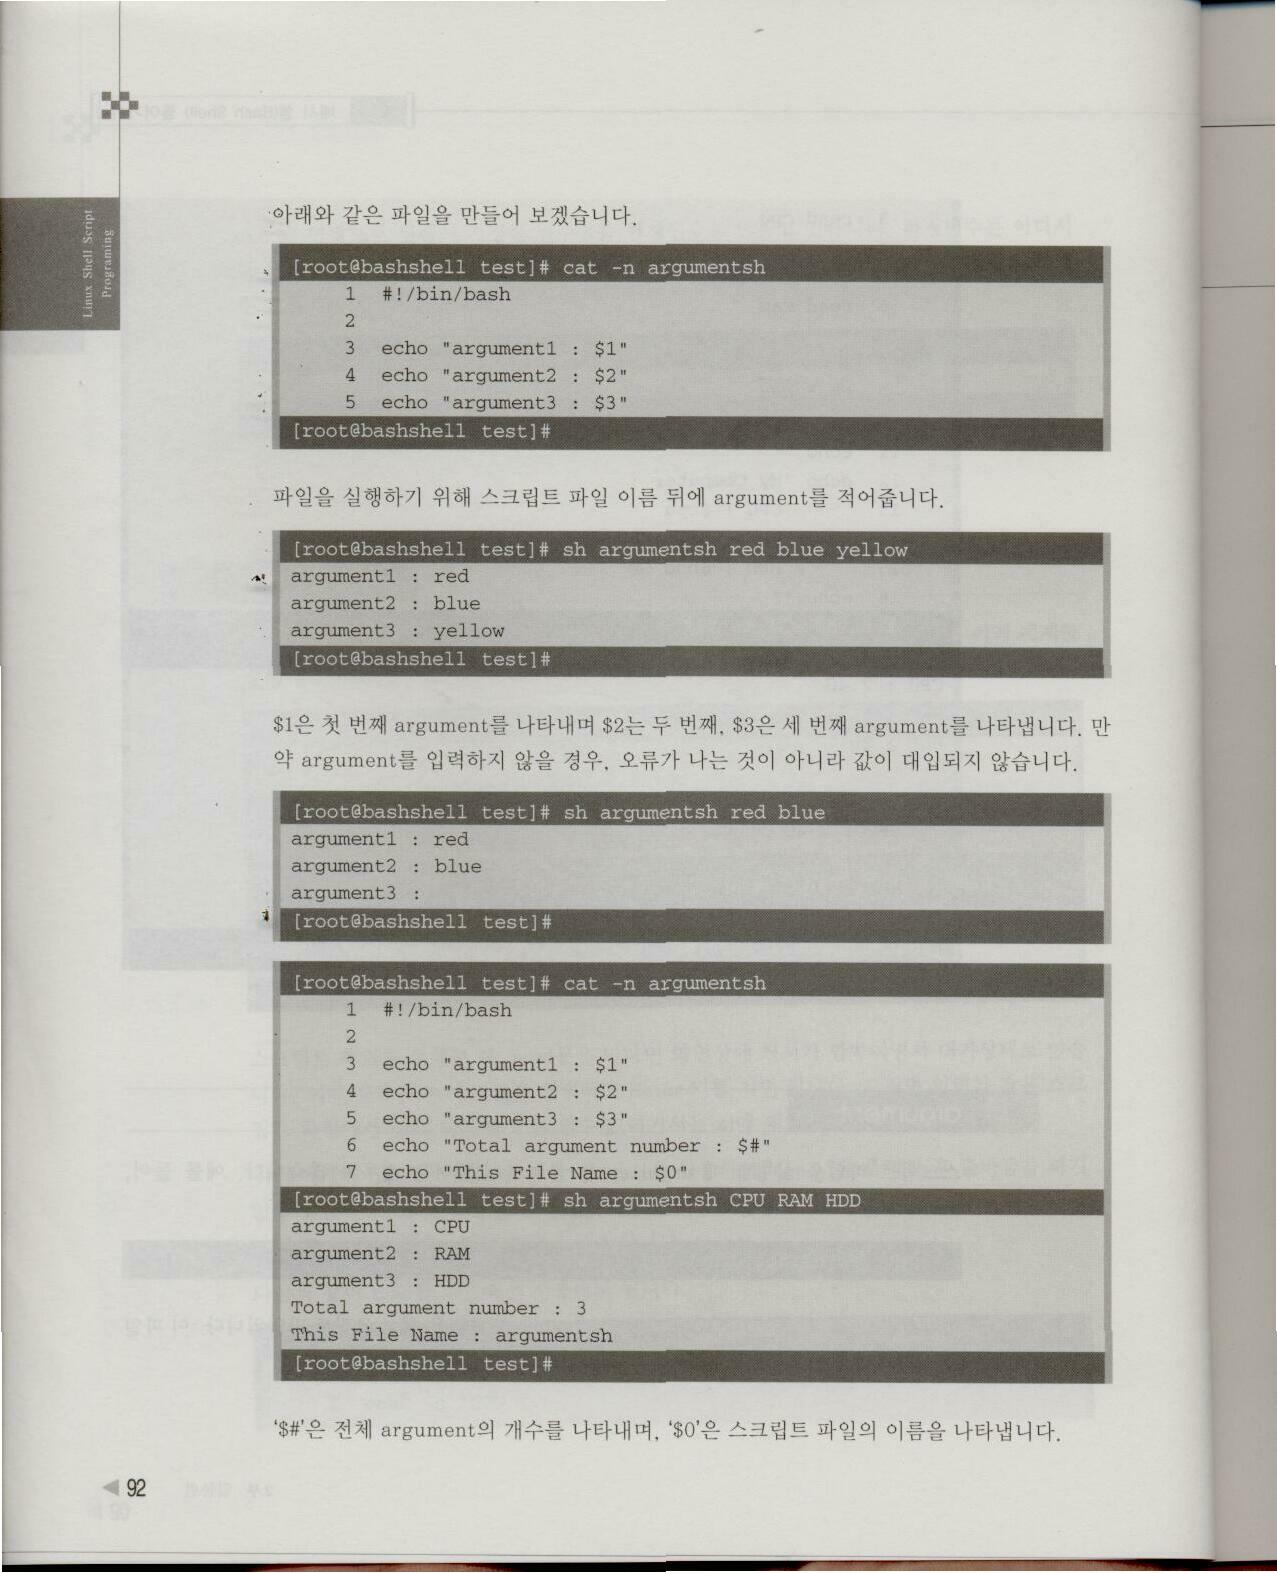 Linux Shell Script
Programing
아래와 같은 파일을 만들어 보겠습니다.
[root@bashshell test]# cat -n argumentsh
1 #!/bin/bash
2
3 echo "argument1 : $1"
4 echo "argument2 : $2"
5 echo "argument3 : $3"
[root@bashshell test]#
파일을 실행하기 위해 스크립트 파일 이름 뒤에 argument를 적어줍니다.
[root@bashshell test]# sh argumentsh red blue yellow
argument1 : red
argument2 : blue
argument3 : yellow
[root@bashshell test]#
$1은 첫 번째 argument를 나타내며 $2는 두 번째, $3은 세 번째 argument를 나타냅니다. 만
약 argument를 입력하지 않을 경우, 오류가 나는 것이 아니라 값이 대입되지 않습니다.
[root@bashshell test]# sh argumentsh red blue
argument1 : red
argument2 : blue
argument3 :
[root@bashshell test]#
[root@bashshell test]# cat -n argumentsh
1 #!/bin/bash
2
3 echo "argument1 : $1"
4 echo "argument2 : $2"
5 echo "argument3 : $3"
6 echo "Total argument number : $#"
7 echo "This File Name : $0"
[root@bashshell test]# sh argumentsh CPU RAM HDD
argument1 : CPU
argument2 : RAM
argument3 : HDD
Total argument number : 3
This File Name : argumentsh
[root@bashshell test]#
‘$#’은 전체 argument의 개수를 나타내며, ‘$0’은 스크립트 파일의 이름을 나타냅니다.
92